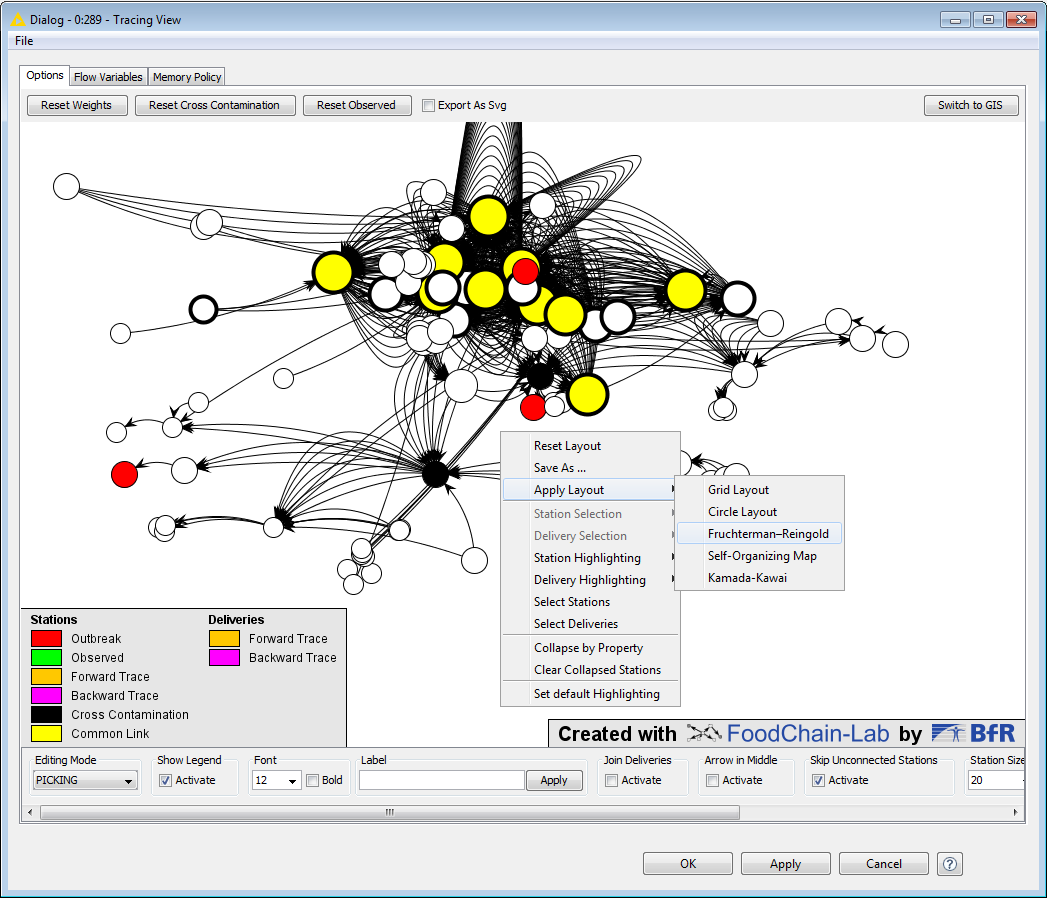 Dialog - 0:289 - Tracing View
File
Options Flow Variables Memory Policy
Reset Weights Reset Cross Contamination Reset Observed Export As Svg Switch to GIS
Reset Layout
Save As ...
Apply Layout
Station Selection
Delivery Selection
Station Highlighting
Delivery Highlighting
Select Stations
Select Deliveries
Collapse by Property
Clear Collapsed Stations
Set default Highlighting
Grid Layout
Circle Layout
Fruchterman–Reingold
Self-Organizing Map
Kamada-Kawai
Stations
Outbreak
Observed
Forward Trace
Backward Trace
Cross Contamination
Common Link
Deliveries
Forward Trace
Backward Trace
Created with FoodChain-Lab by BfR
Editing Mode Show Legend Font Label Join Deliveries Arrow in Middle Skip Unconnected Stations Station Size
PICKING Activate 12 Bold Apply Activate Activate Activate 20
OK Apply Cancel ?